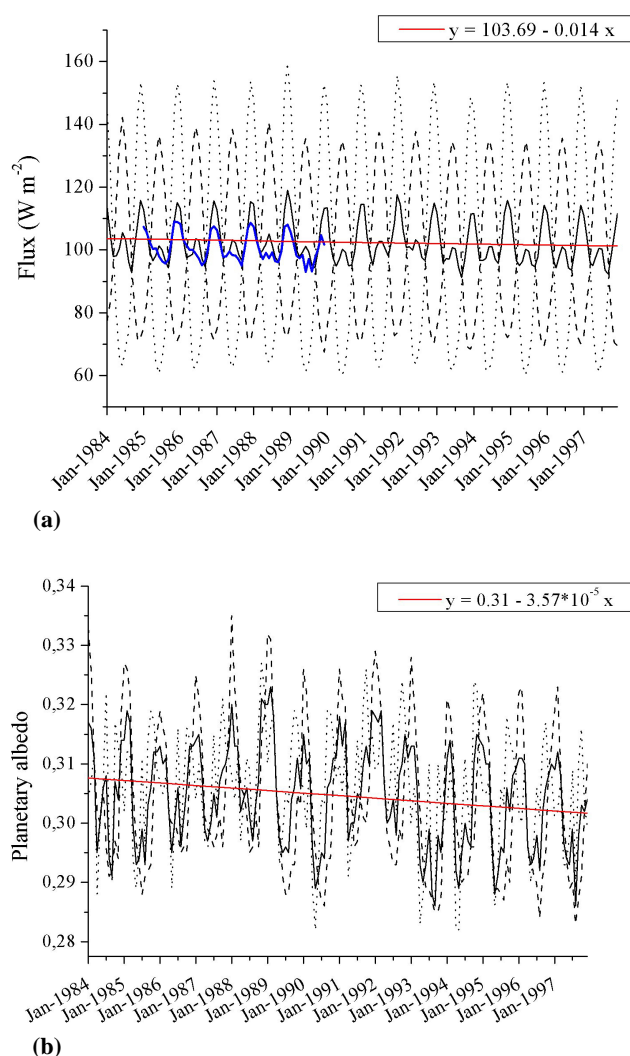 y = 103.69 - 0.014 x
160
140
120
100
80
60
Flux (W m⁻²)
Jan-1984
Jan-1985
Jan-1986
Jan-1987
Jan-1988
Jan-1989
Jan-1990
Jan-1991
Jan-1992
Jan-1993
Jan-1994
Jan-1995
Jan-1996
Jan-1997
(a)
y = 0.31 - 3.57*10⁻⁵ x
0,34
0,33
0,32
0,31
0,30
0,29
0,28
Planetary albedo
Jan-1984
Jan-1985
Jan-1986
Jan-1987
Jan-1988
Jan-1989
Jan-1990
Jan-1991
Jan-1992
Jan-1993
Jan-1994
Jan-1995
Jan-1996
Jan-1997
(b)